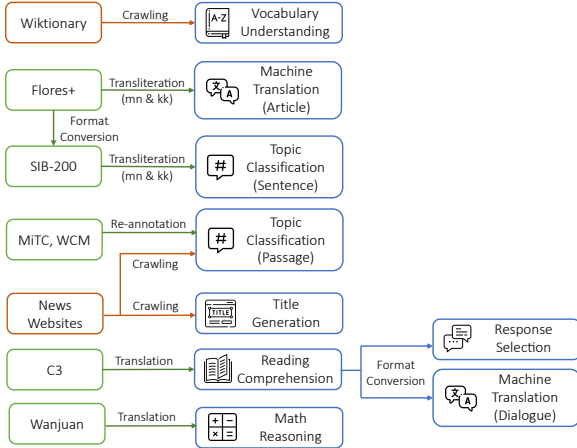 Wiktionary
Crawling
Vocabulary
Understanding
A-Z
Flores+
Transliteration
(mn & kk)
Machine
Translation
(Article)
文
A
Format
Conversion
SIB-200
Transliteration
(mn & kk)
#
Topic
Classification
(Sentence)
MiTC, WCM
Re-annotation
Crawling
#
Topic
Classification
(Passage)
News
Websites
Crawling
TITLE
Title
Generation
C3
Translation
Reading
Comprehension
Format
Conversion
Response
Selection
文
A
Machine
Translation
(Dialogue)
Wanjuan
Translation
+ −
× =
Math
Reasoning